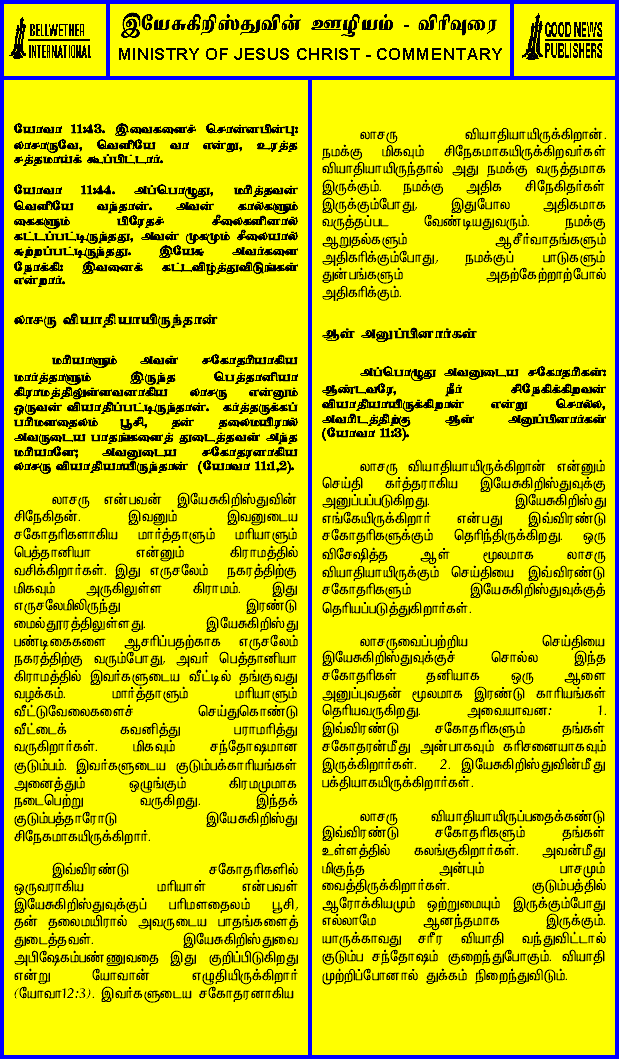 BELLWETHER
INTERNATIONAL
இயேசுகிறிஸ்துவின் ஊழியம் - விரிவுரை
MINISTRY OF JESUS CHRIST - COMMENTARY
GOOD NEWS
PUBLISHERS
யோவா 11:43. இவைகளைச் சொன்னபின்பு:
லாசருவே, வெளியே வா என்று, உரத்த
சத்தமாய்க் கூப்பிட்டார்.
யோவா 11:44. அப்பொழுது, மரித்தவன்
வெளியே வந்தான். அவன் கால்களும்
கைகளும் பிரேதச் சீலைகளினால்
கட்டப்பட்டிருந்தது, அவன் முகமும் சீலையால்
சுற்றப்பட்டிருந்தது. இயேசு அவர்களை
நோக்கி: இவனைக் கட்டவிழ்த்துவிடுங்கள்
என்றார்.
லாசரு வியாதியாயிருந்தான்
மரியாளும் அவள் சகோதரியாகிய
மார்த்தாளும் இருந்த பெத்தானியா
கிராமத்திலுள்ளவனாகிய லாசரு என்னும்
ஒருவன் வியாதிப்பட்டிருந்தான். கர்த்தருக்குப்
பரிமளதைலம் பூசி, தன் தலைமயிரால்
அவருடைய பாதங்களைத் துடைத்தவள் அந்த
மரியாளே; அவளுடைய சகோதரனாகிய
லாசரு வியாதியாயிருந்தான் (யோவா 11:1,2).
லாசரு என்பவன் இயேசுகிறிஸ்துவின்
சிநேகிதன். இவனும் இவனுடைய
சகோதரிகளாகிய மார்த்தாளும் மரியாளும்
பெத்தானியா என்னும் கிராமத்தில்
வசிக்கிறார்கள். இது எருசலேம் நகரத்திற்கு
மிகவும் அருகிலுள்ள கிராமம். இது
எருசலேமிலிருந்து இரண்டு
மைல்தூரத்திலுள்ளது. இயேசுகிறிஸ்து
பண்டிகைகளை ஆசரிப்பதற்காக எருசலேம்
நகரத்திற்கு வரும்போது, அவர் பெத்தானியா
கிராமத்தில் இவர்களுடைய வீட்டில் தங்குவது
வழக்கம். மார்த்தாளும் மரியாளும்
வீட்டுவேலைகளைச் செய்துகொண்டு
வீட்டைக் கவனித்து பராமரித்து
வருகிறார்கள். மிகவும் சந்தோஷமான
குடும்பம். இவர்களுடைய குடும்பக்காரியங்கள்
அனைத்தும் ஒழுங்கும் கிரமமுமாக
நடைபெற்று வருகிறது. இந்தக்
குடும்பத்தாரோடு இயேசுகிறிஸ்து
சிநேகமாகயிருக்கிறார்.
இவ்விரண்டு சகோதரிகளில்
ஒருவராகிய மரியாள் என்பவள்
இயேசுகிறிஸ்துவுக்குப் பரிமளதைலம் பூசி,
தன் தலைமயிரால் அவருடைய பாதங்களைத்
துடைத்தவள். இயேசுகிறிஸ்துவை
அபிஷேகம்பண்ணுவதை இது குறிப்பிடுகிறது
என்று யோவான் எழுதியிருக்கிறார்
(யோவா12:3). இவர்களுடைய சகோதரனாகிய
லாசரு வியாதியாயிருக்கிறான்.
நமக்கு மிகவும் சிநேகமாகயிருக்கிறவர்கள்
வியாதியாயிருந்தால் அது நமக்கு வருத்தமாக
இருக்கும். நமக்கு அதிக சிநேகிதர்கள்
இருக்கும்போது, இதுபோல அதிகமாக
வருத்தப்பட வேண்டியதுவரும். நமக்கு
ஆறுதல்களும் ஆசீர்வாதங்களும்
அதிகரிக்கும்போது, நமக்குப் பாடுகளும்
துன்பங்களும் அதற்கேற்றாற்போல்
அதிகரிக்கும்.
ஆள் அனுப்பினார்கள்
அப்பொழுது அவனுடைய சகோதரிகள்:
ஆண்டவரே, நீர் சிநேகிக்கிறவன்
வியாதியாயிருக்கிறான் என்று சொல்ல,
அவரிடத்திற்கு ஆள் அனுப்பினார்கள்
(யோவா 11:3).
லாசரு வியாதியாயிருக்கிறான் என்னும்
செய்தி கர்த்தராகிய இயேசுகிறிஸ்துவுக்கு
அனுப்பப்படுகிறது. இயேசுகிறிஸ்து
எங்கேயிருக்கிறார் என்பது இவ்விரண்டு
சகோதரிகளுக்கும் தெரிந்திருக்கிறது. ஒரு
விசேஷித்த ஆள் மூலமாக லாசரு
வியாதியாயிருக்கும் செய்தியை இவ்விரண்டு
சகோதரிகளும் இயேசுகிறிஸ்துவுக்குத்
தெரியப்படுத்துகிறார்கள்.
லாசருவைப்பற்றிய செய்தியை
இயேசுகிறிஸ்துவுக்குச் சொல்ல இந்த
சகோதரிகள் தனியாக ஒரு ஆளை
அனுப்புவதன் மூலமாக இரண்டு காரியங்கள்
தெரியவருகிறது. அவையாவன: 1.
இவ்விரண்டு சகோதரிகளும் தங்கள்
சகோதரன்மீது அன்பாகவும் கரிசனையாகவும்
இருக்கிறார்கள். 2. இயேசுகிறிஸ்துவின்மீது
பக்தியாகயிருக்கிறார்கள்.
லாசரு வியாதியாயிருப்பதைக்கண்டு
இவ்விரண்டு சகோதரிகளும் தங்கள்
உள்ளத்தில் கலங்குகிறார்கள். அவன்மீது
மிகுந்த அன்பும் பாசமும்
வைத்திருக்கிறார்கள். குடும்பத்தில்
ஆரோக்கியமும் ஒற்றுமையும் இருக்கும்போது
எல்லாமே ஆனந்தமாக இருக்கும்.
யாருக்காவது சரீர வியாதி வந்துவிட்டால்
குடும்ப சந்தோஷம் குறைந்துபோகும். வியாதி
முற்றிப்போனால் துக்கம் நிறைந்துவிடும்.